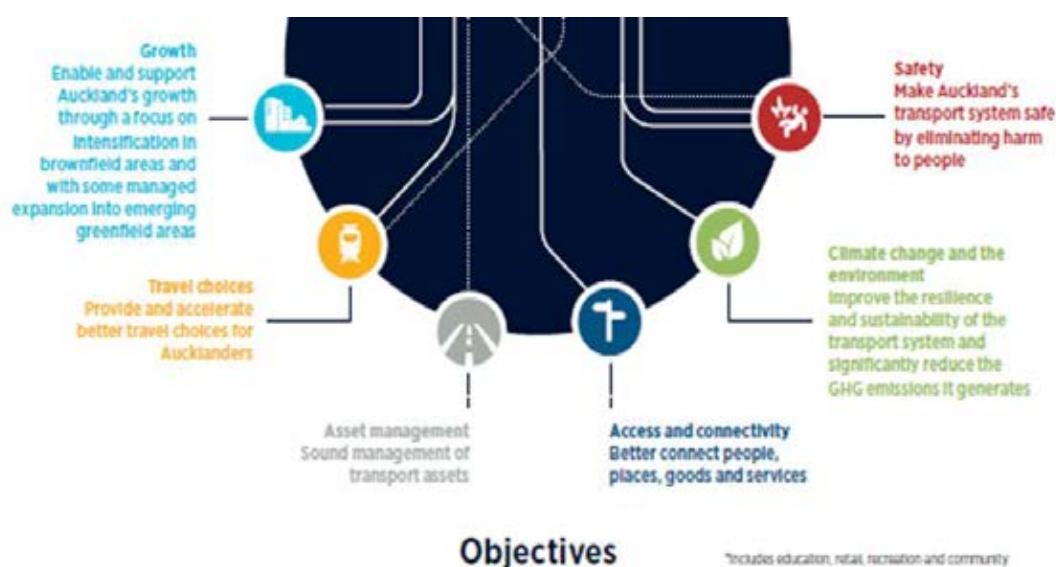 Growth
Enable and support
Auckland's growth
through a focus on
intensification in
brownfield areas and
with some managed
expansion into emerging
greenfield areas
Travel choices
Provide and accelerate
better travel choices for
Aucklanders
Asset management
Sound management of
transport assets
Access and connectivity
Better connect people,
places, goods and services
Climate change and the
environment
Improve the resilience
and sustainability of the
transport system and
significantly reduce the
GHG emissions it generates
Safety
Make Auckland's
transport system safe
by eliminating harm
to people
Objectives
*Includes education, retail, recreation and community